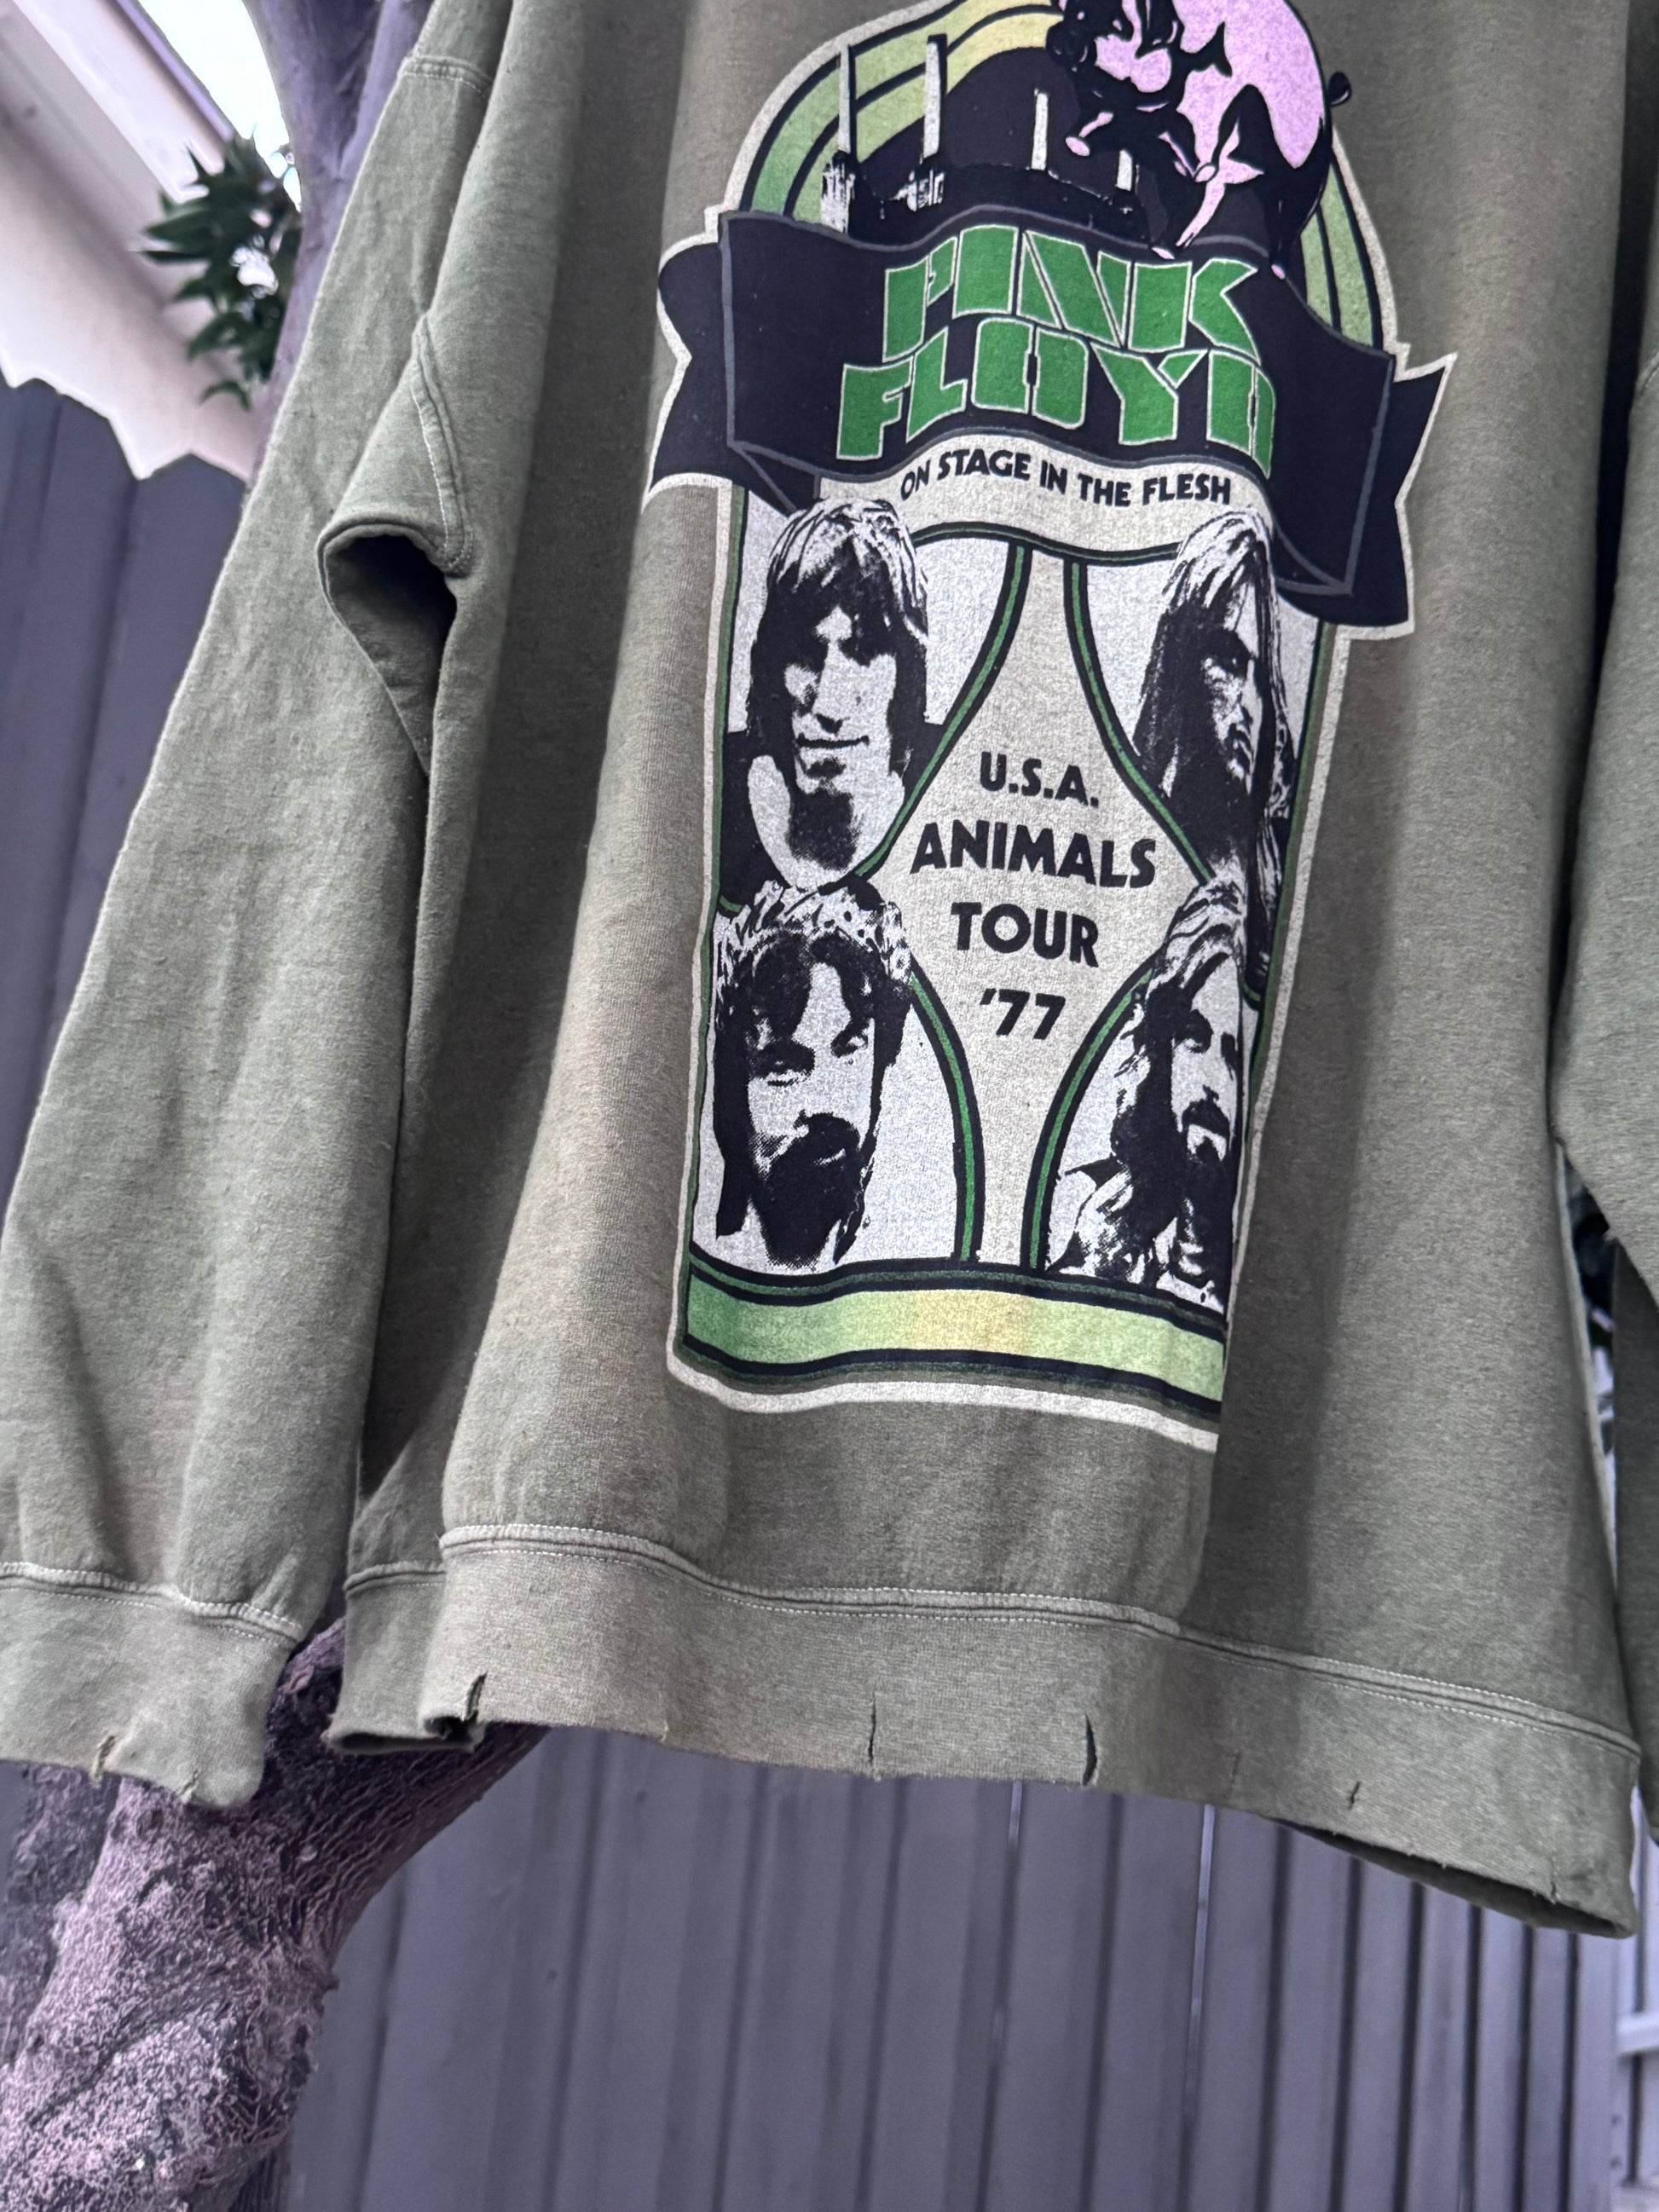 PINK
FLOYD
ON STAGE IN THE FLESH
U.S.A.
ANIMALS
TOUR
'77